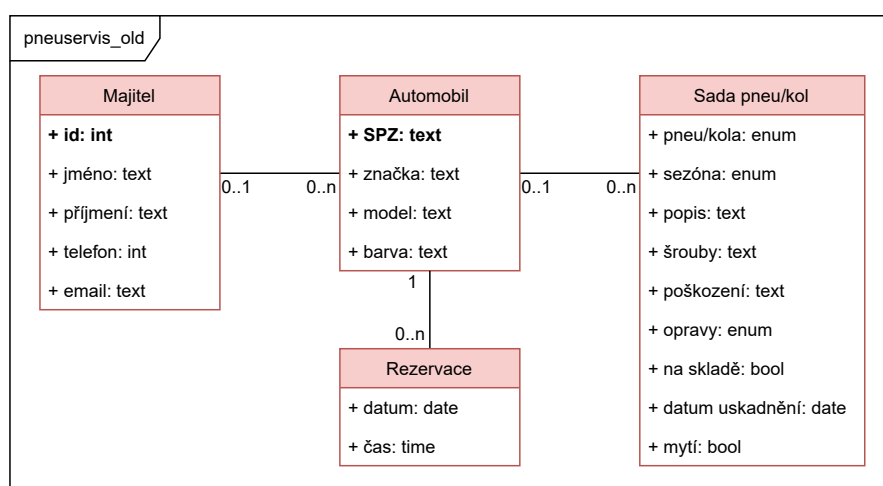 pneuservis_old
Majitel
+ id: int
+ jméno: text
+ příjmení: text
+ telefon: int
+ email: text
0..1
0..n
Automobil
+ SPZ: text
+ značka: text
+ model: text
+ barva: text
0..1
0..n
1
0..n
Rezervace
+ datum: date
+ čas: time
Sada pneu/kol
+ pneu/kola: enum
+ sezóna: enum
+ popis: text
+ šrouby: text
+ poškození: text
+ opravy: enum
+ na skladě: bool
+ datum uskadnění: date
+ mytí: bool